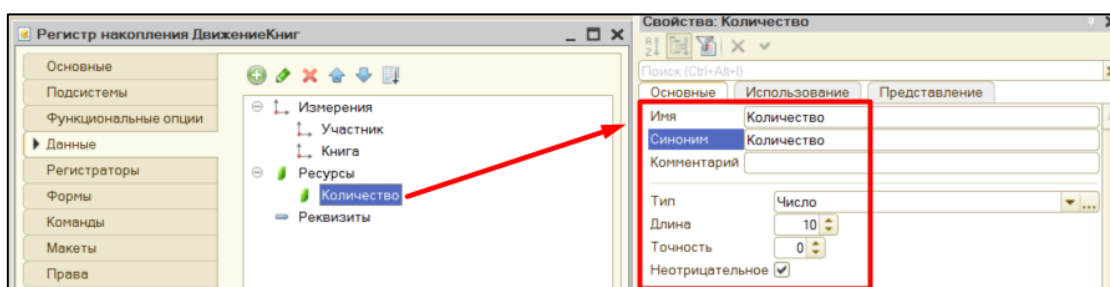 Регистр накопления ДвижениеКниг
Основные
Подсистемы
Функциональные опции
Данные
Регистраторы
Формы
Команды
Макеты
Права
Измерения
Участник
Книга
Ресурсы
Количество
Реквизиты
Свойства: Количество
Поиск (Ctrl+Alt+I)
Основные Использование Представление
Имя Количество
Синоним Количество
Комментарий
Тип Число
Длина 10
Точность 0
Неотрицательное